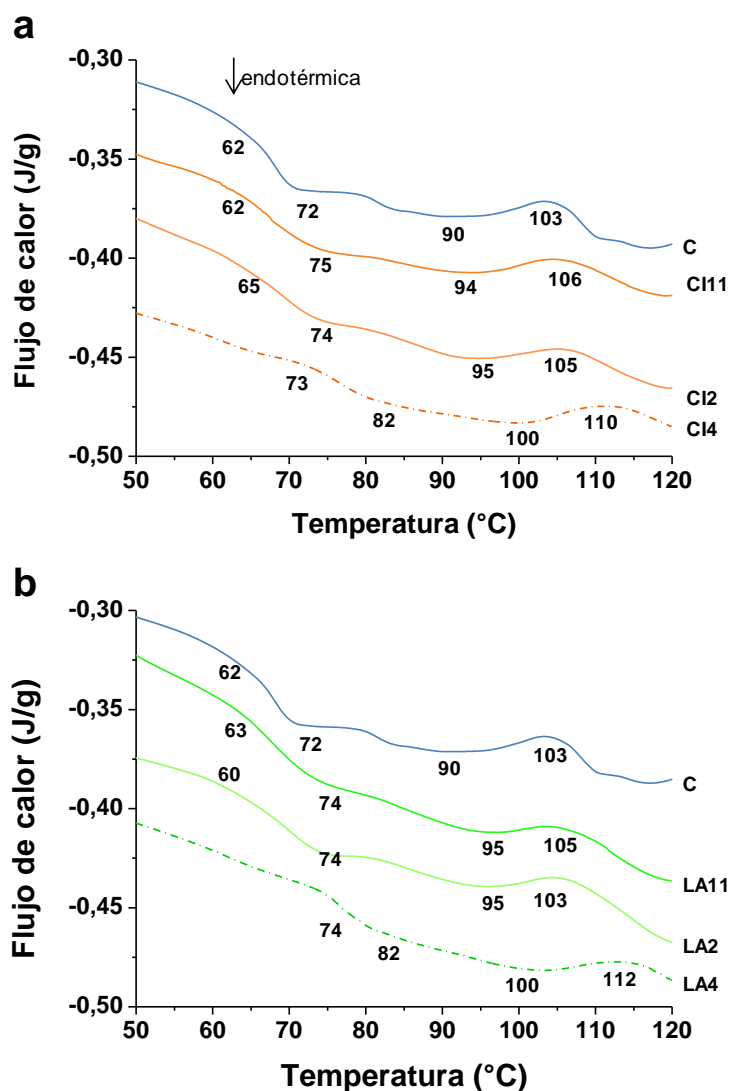 a
-0,30
endotérmica
-0,35
62
62
72
103
90
C
-0,40
65
75
94
106
CI11
-0,45
74
95
105
CI2
73
82
100
110
CI4
-0,50
50 60 70 80 90 100 110 120
Flujo de calor (J/g)
Temperatura (°C)
b
-0,30
-0,35
62
63
72
90
103
C
-0,40
60
74
95
105
LA11
-0,45
74
95
103
LA2
74
82
100
112
LA4
-0,50
50 60 70 80 90 100 110 120
Flujo de calor (J/g)
Temperatura (°C)